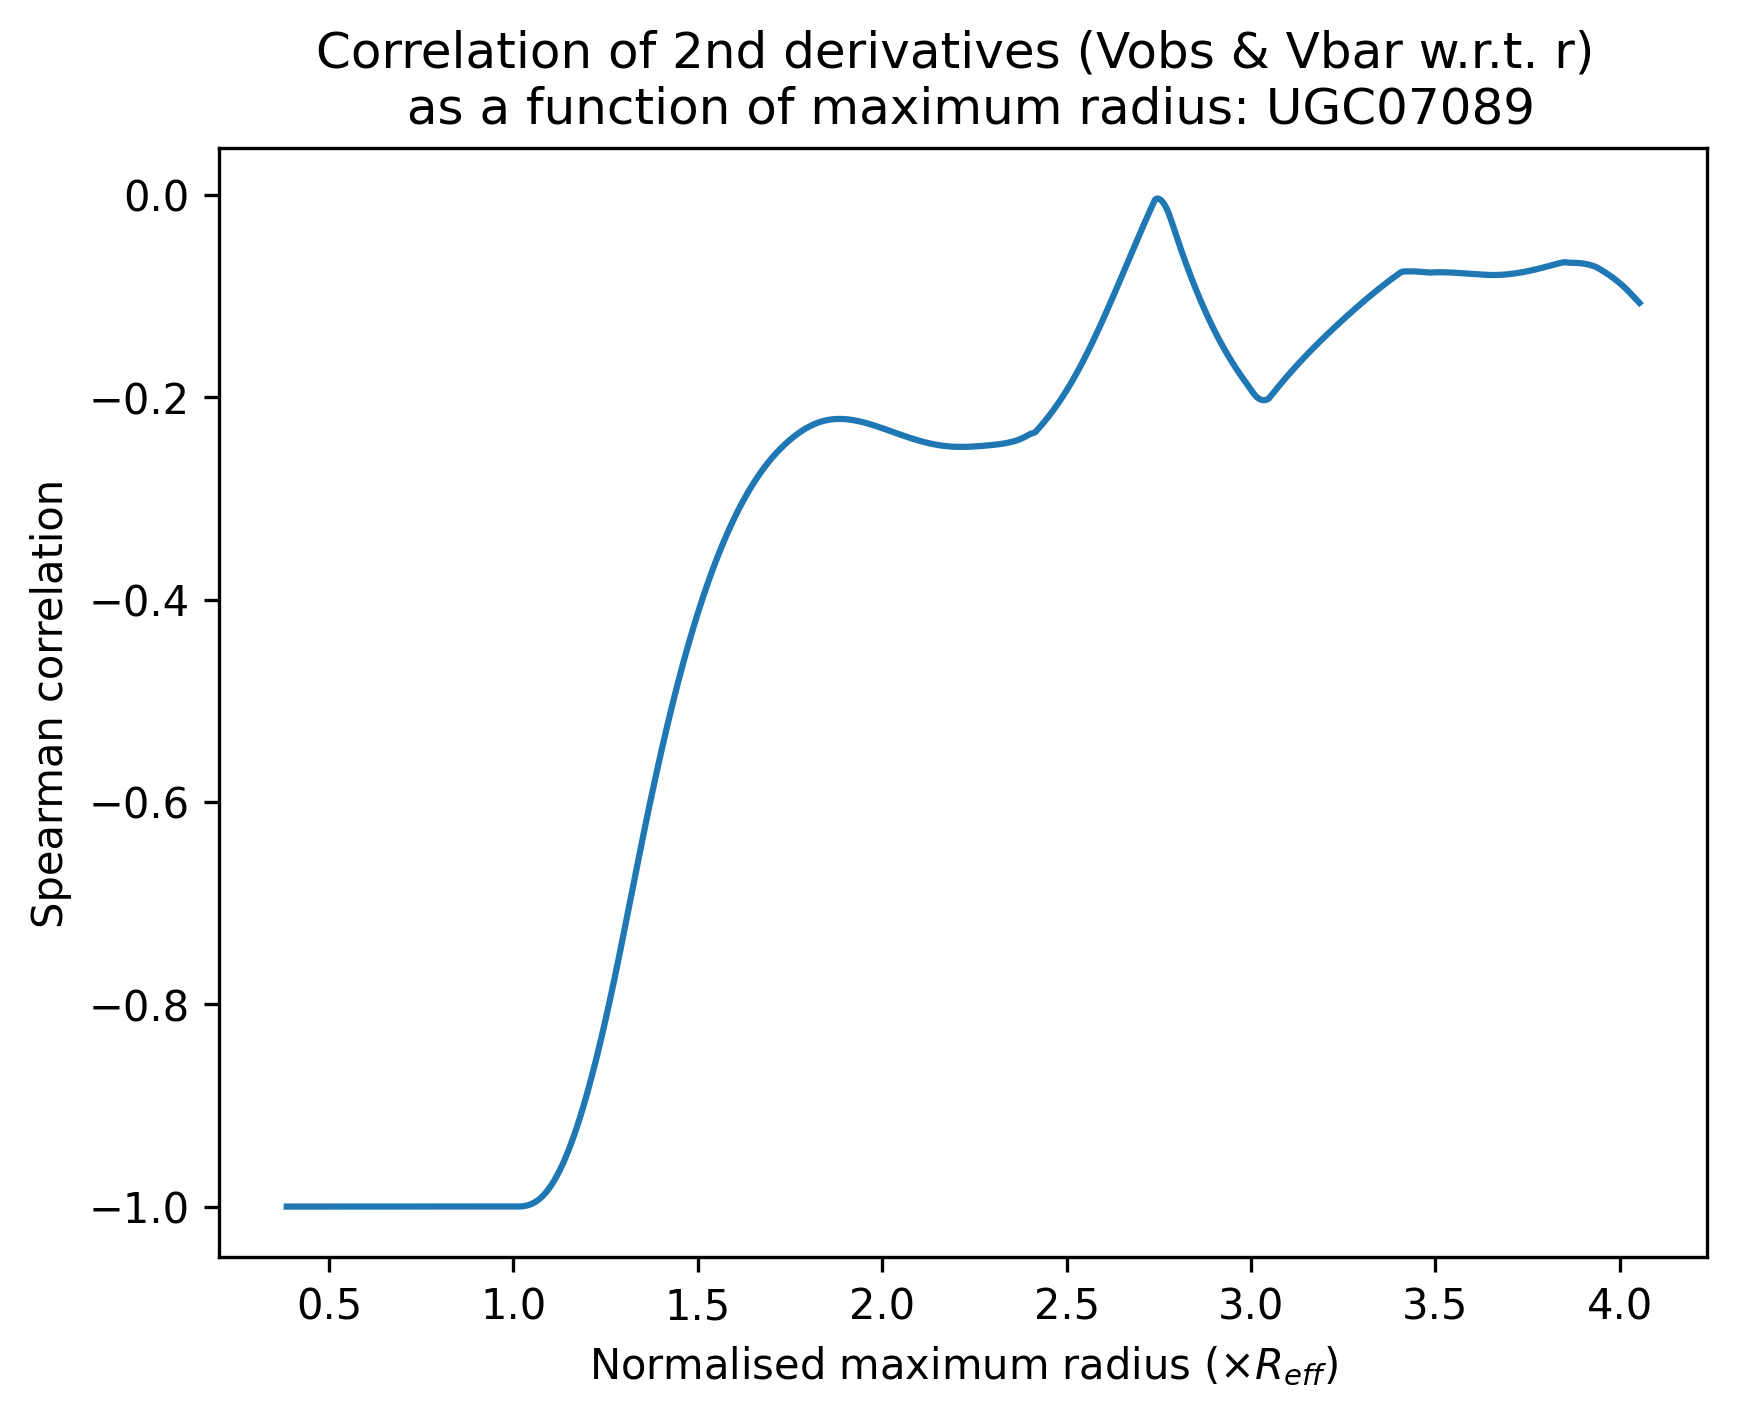 Correlation of 2nd derivatives (Vobs & Vbar w.r.t. r)
as a function of maximum radius: UGC07089
0.0
−0.2
−0.4
−0.6
−0.8
−1.0
Spearman correlation
0.5 1.0 1.5 2.0 2.5 3.0 3.5 4.0
Normalised maximum radius (×R_eff)